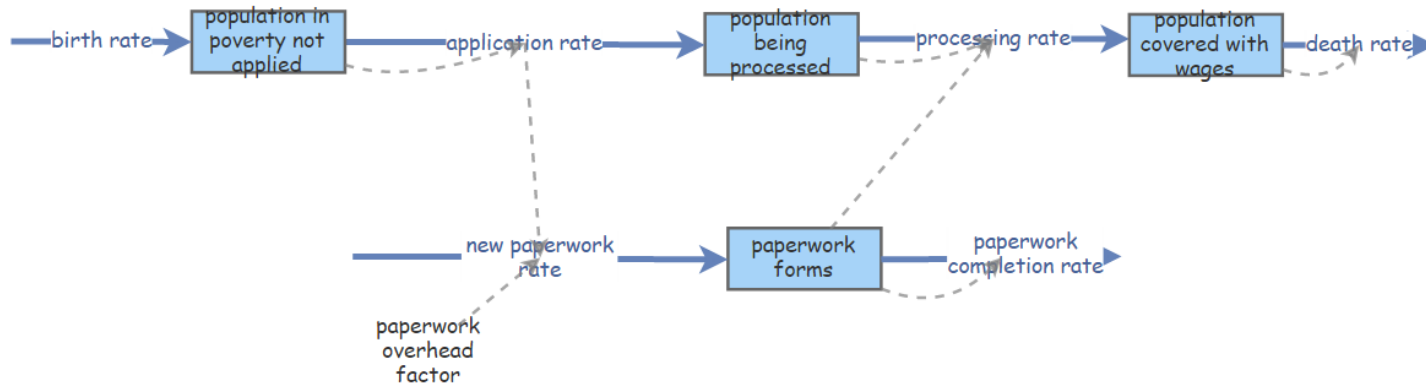 birth rate
population in
poverty not
applied
application rate
population
being
processed
processing rate
population
covered with
wages
death rate
new paperwork
rate
paperwork
forms
paperwork
completion rate
paperwork
overhead
factor